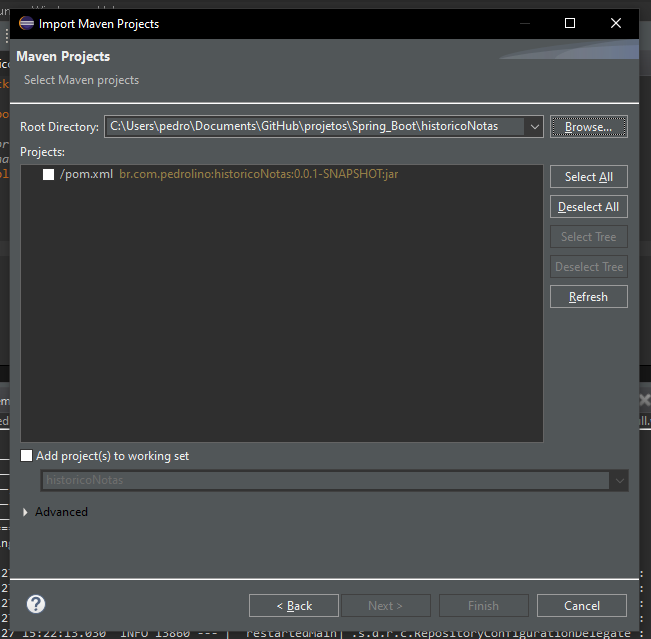 Import Maven Projects
Maven Projects
Select Maven projects
Root Directory: C:\Users\pedro\Documents\GitHub\projetos\Spring_Boot\historicoNotas Browse...
Projects:
/pom.xml br.com.pedrolino:historicoNotas:0.0.1-SNAPSHOT:jar
Select All
Deselect All
Select Tree
Deselect Tree
Refresh
Add project(s) to working set
historicoNotas
Advanced
< Back Next > Finish Cancel
27 15:22:13.030 INFO 13860 --- [ restartedMain] .s.d.r.c.RepositoryConfigurationDelegate :